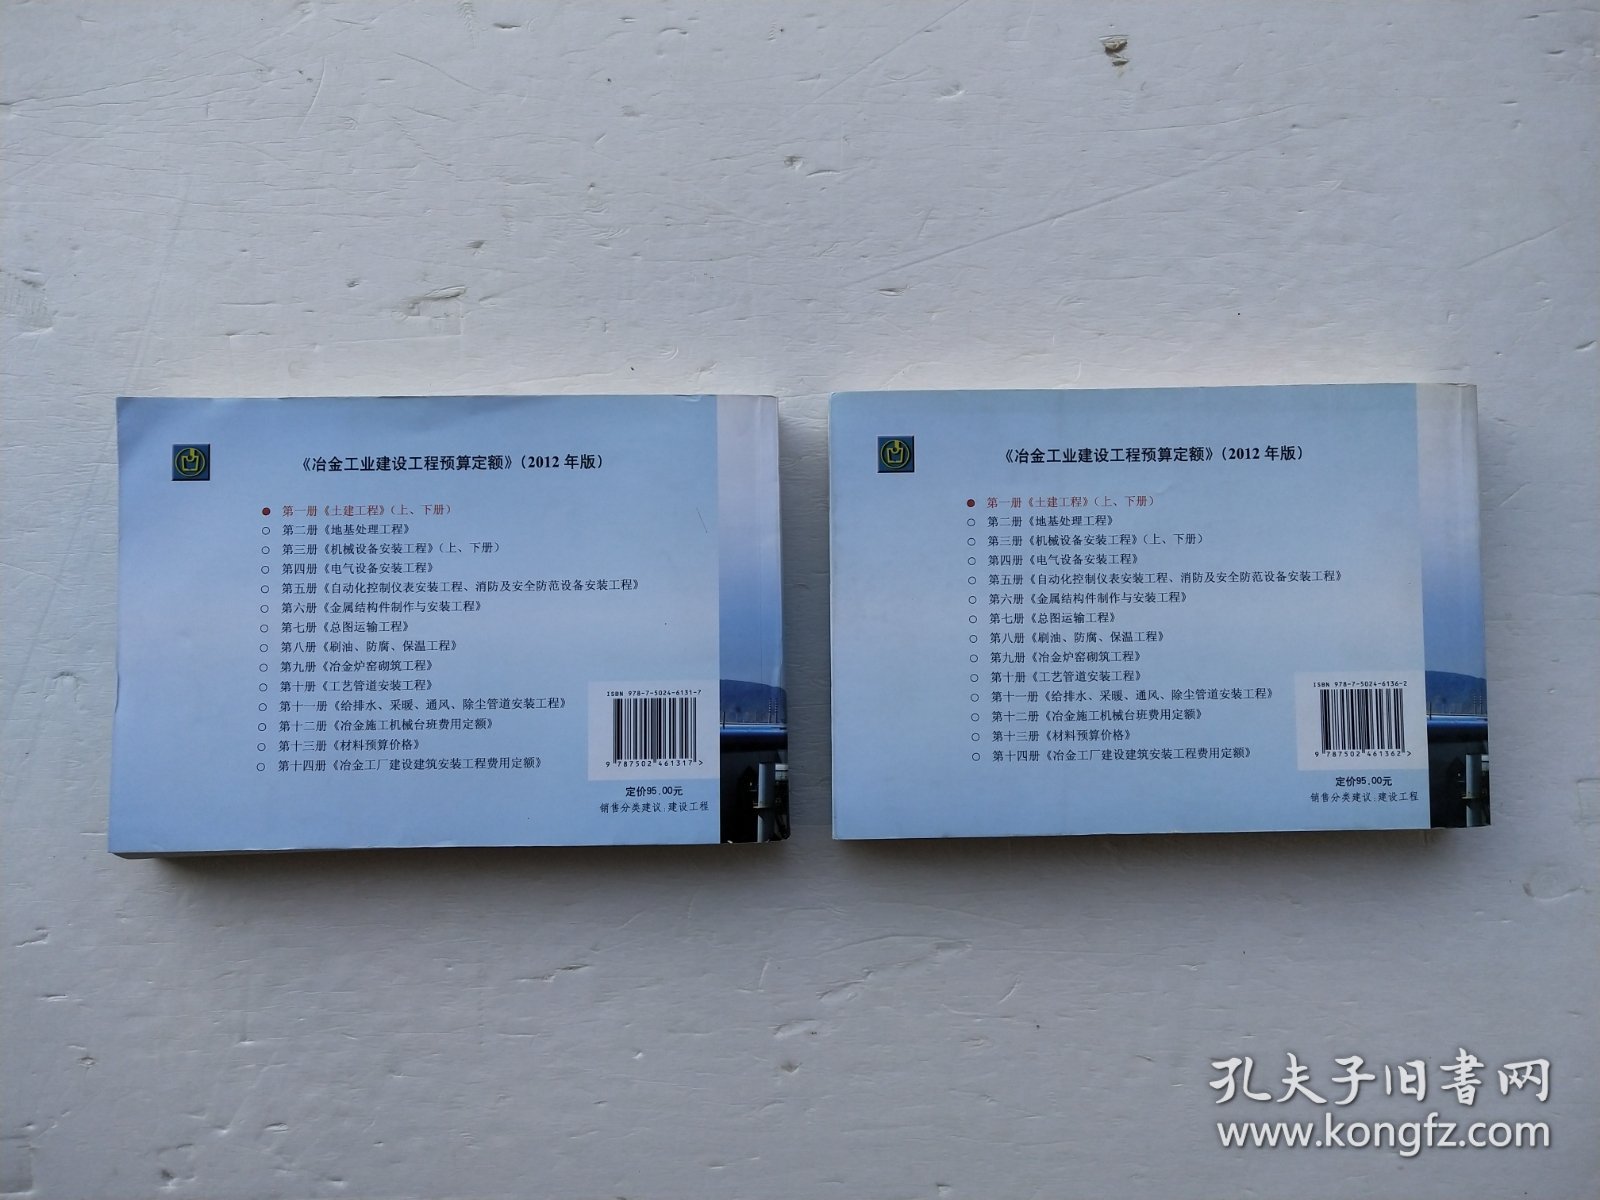 《冶金工业建设工程预算定额》(2012 年版)
第一册《土建工程》(上、下册)
第二册《地基处理工程》
第三册《机械设备安装工程》(上、下册)
第四册《电气设备安装工程》
第五册《自动化控制仪表安装工程、消防及安全防范设备安装工程》
第六册《金属结构件制作与安装工程》
第七册《总图运输工程》
第八册《刷油、防腐、保温工程》
第九册《冶金炉窑砌筑工程》
第十册《工艺管道安装工程》
第十一册《给排水、采暖、通风、除尘管道安装工程》
第十二册《冶金施工机械台班费用定额》
第十三册《材料预算价格》
第十四册《冶金工厂建设建筑安装工程费用定额》
ISBN 978-7-5024-6131-7
9 787502 461317 >
定价95.00元
销售分类建议:建设工程
《冶金工业建设工程预算定额》(2012 年版)
第一册《土建工程》(上、下册)
第二册《地基处理工程》
第三册《机械设备安装工程》(上、下册)
第四册《电气设备安装工程》
第五册《自动化控制仪表安装工程、消防及安全防范设备安装工程》
第六册《金属结构件制作与安装工程》
第七册《总图运输工程》
第八册《刷油、防腐、保温工程》
第九册《冶金炉窑砌筑工程》
第十册《工艺管道安装工程》
第十一册《给排水、采暖、通风、除尘管道安装工程》
第十二册《冶金施工机械台班费用定额》
第十三册《材料预算价格》
第十四册《冶金工厂建设建筑安装工程费用定额》
ISBN 978-7-5024-6136-2
9 787502 461362 >
定价95.00元
销售分类建议:建设工程
孔夫子旧书网
www.kongfz.com